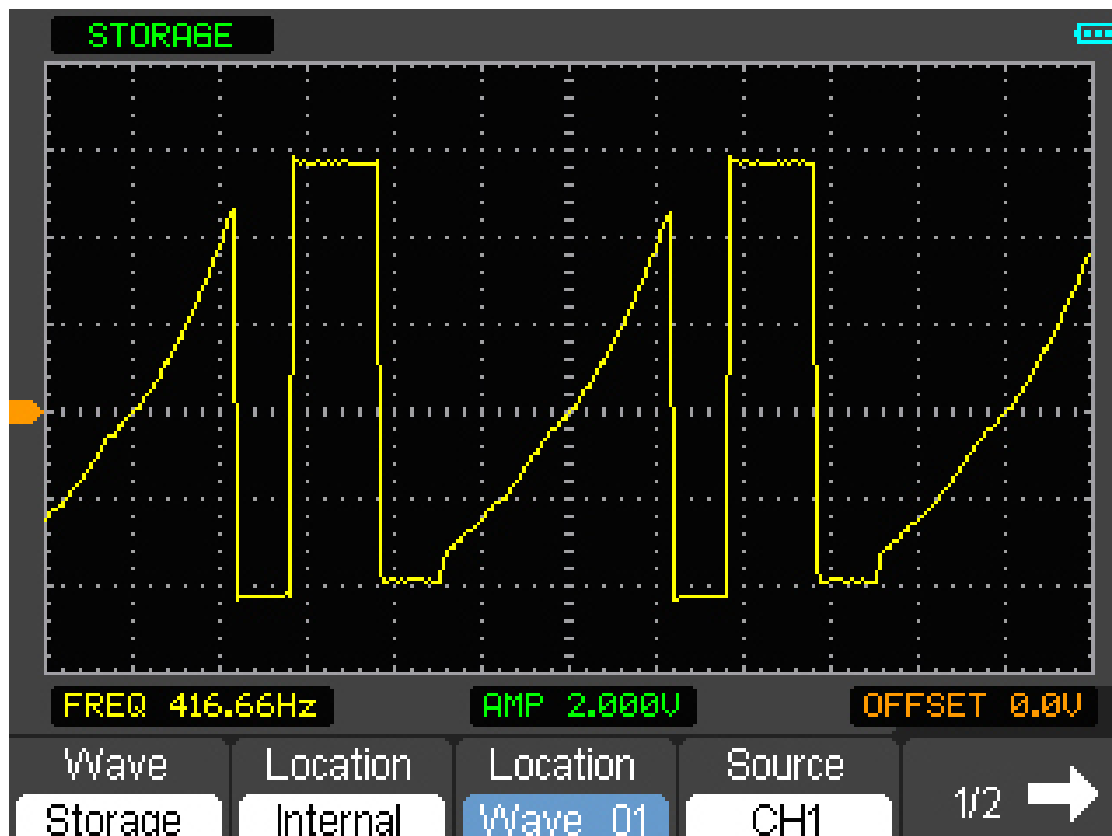 STORAGE
FREQ 416.66Hz AMP 2.000V OFFSET 0.0V
Wave Location Location Source
Storage Internal Wave 01 CH1 1/2